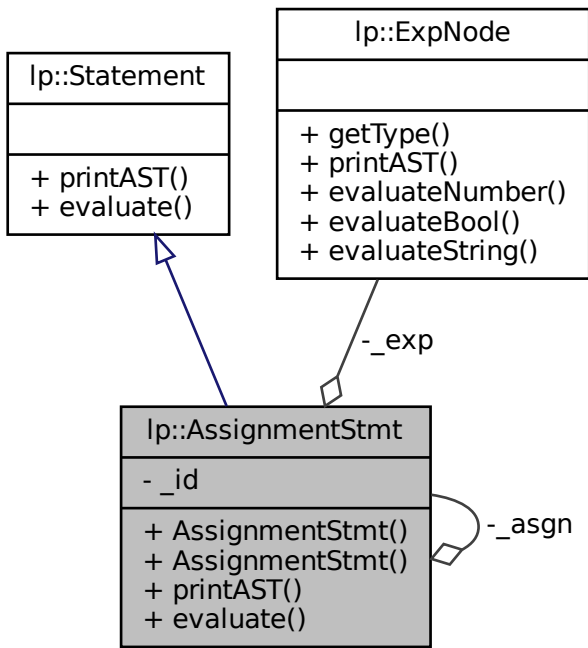 lp::ExpNode
+ getType()
+ printAST()
+ evaluateNumber()
+ evaluateBool()
+ evaluateString()
lp::Statement
+ printAST()
+ evaluate()
-_exp
lp::AssignmentStmt
- _id
+ AssignmentStmt()
+ AssignmentStmt()
+ printAST()
+ evaluate()
-_asgn